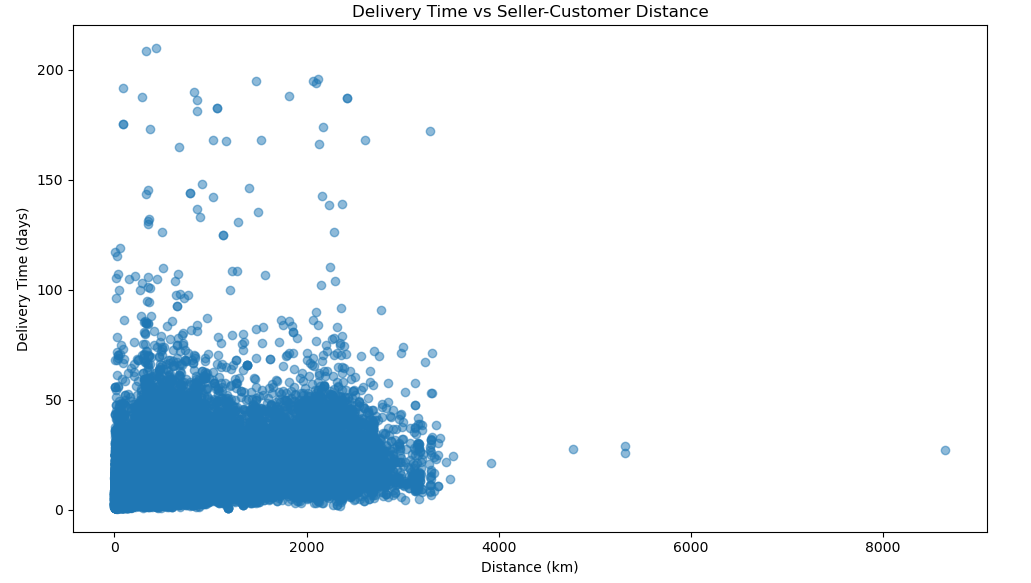 Delivery Time vs Seller-Customer Distance
Delivery Time (days)
200
150
100
50
0
0 2000 4000 6000 8000
Distance (km)